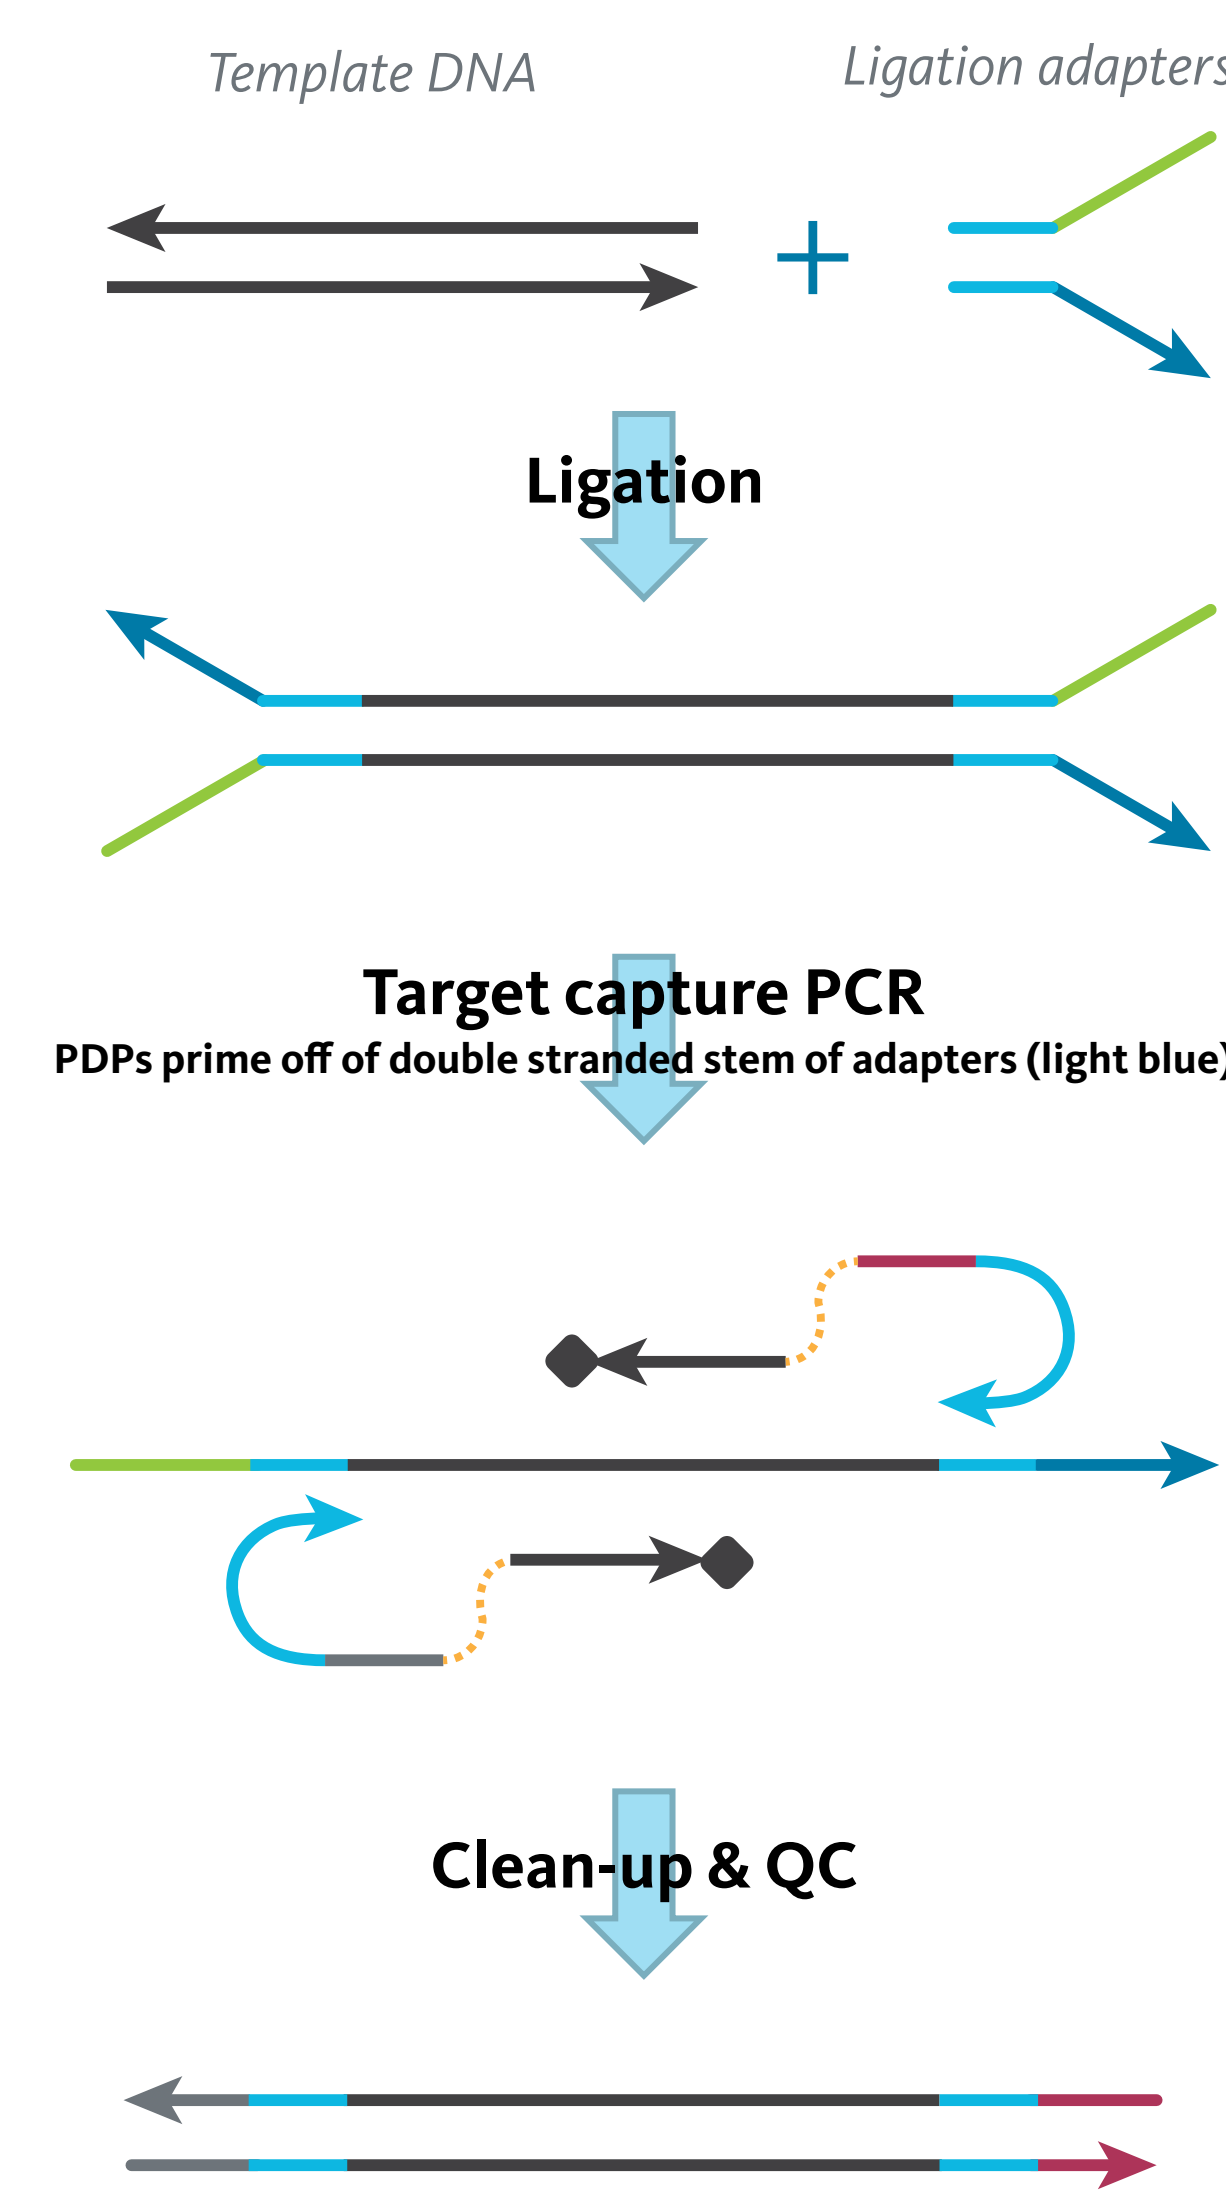 Template DNA
Ligation adapters
Ligation
Target capture PCR
PDPs prime off of double stranded stem of adapters (light blue)
Clean-up & QC